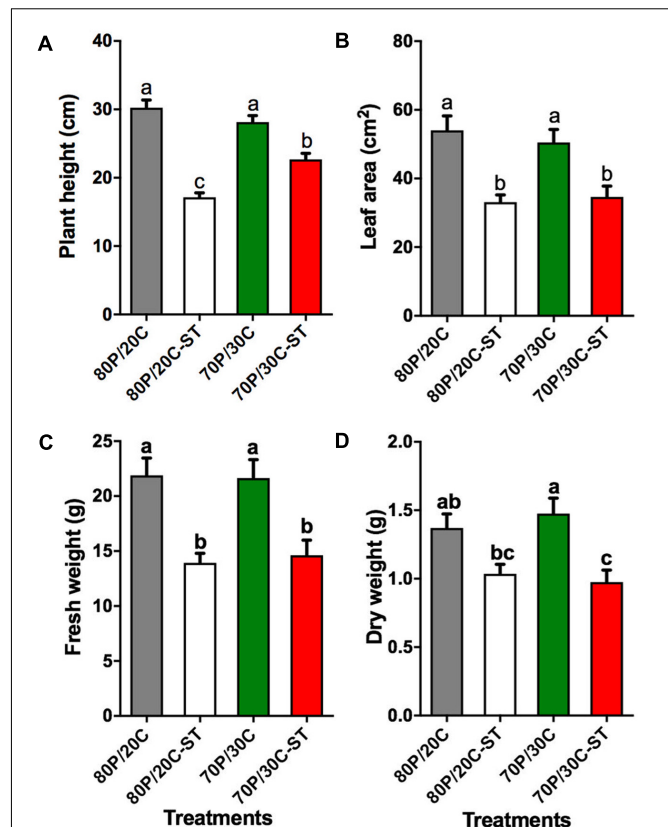 A
Plant height (cm)
40
30
20
10
0
a
c
a
b
80P/20C
80P/20C-ST
70P/30C
70P/30C-ST
B
Leaf area (cm²)
80
60
40
20
0
a
b
a
b
80P/20C
80P/20C-ST
70P/30C
70P/30C-ST
C
Fresh weight (g)
25
20
15
10
5
0
a
b
a
b
80P/20C
80P/20C-ST
70P/30C
70P/30C-ST
Treatments
D
Dry weight (g)
2.0
1.5
1.0
0.5
0.0
ab
bc
a
c
80P/20C
80P/20C-ST
70P/30C
70P/30C-ST
Treatments